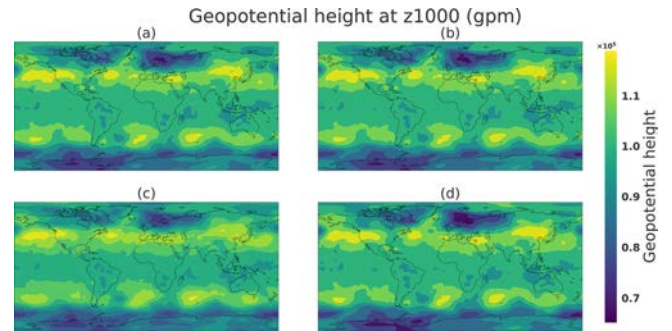 Geopotential height at z1000 (gpm)
(a)
(b)
×10⁵
1.1
1.0
0.9
0.8
0.7
Geopotential height
(c)
(d)